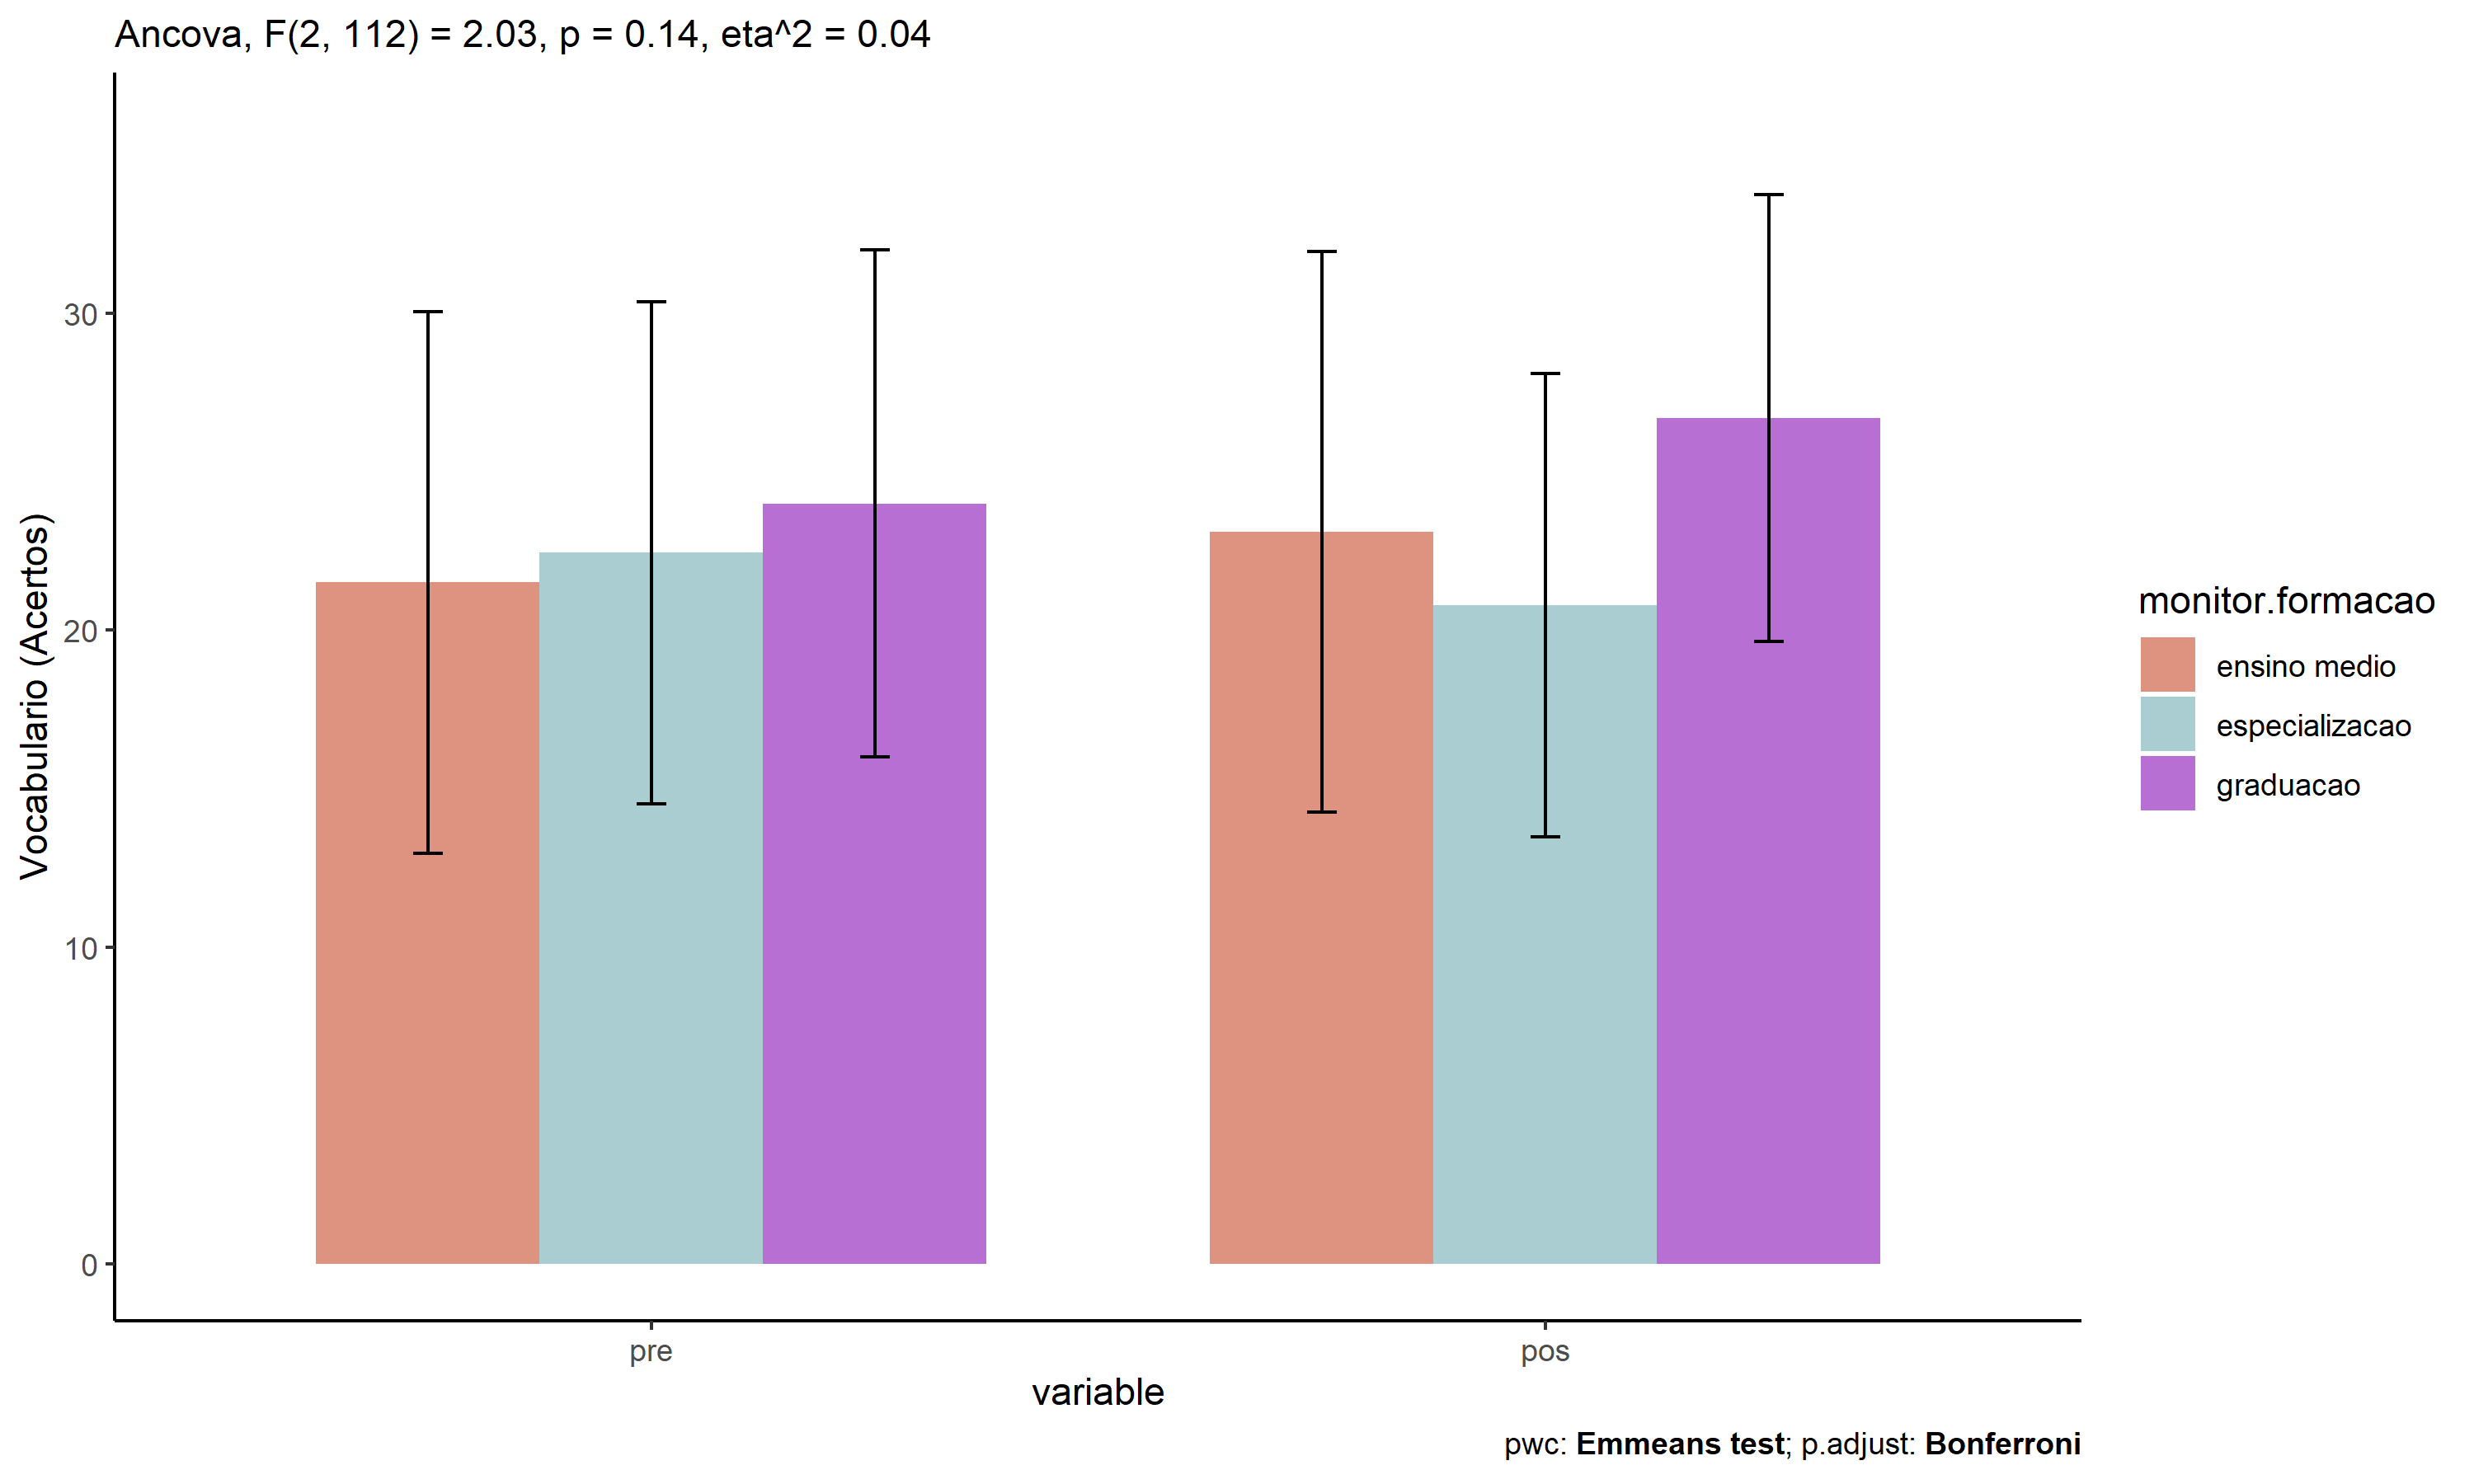 Ancova, F(2, 112) = 2.03, p = 0.14, eta^2 = 0.04
Vocabulario (Acertos)
30
20
10
0
pre
pos
variable
monitor.formacao
ensino medio
especializacao
graduacao
pwc: Emmeans test; p.adjust: Bonferroni